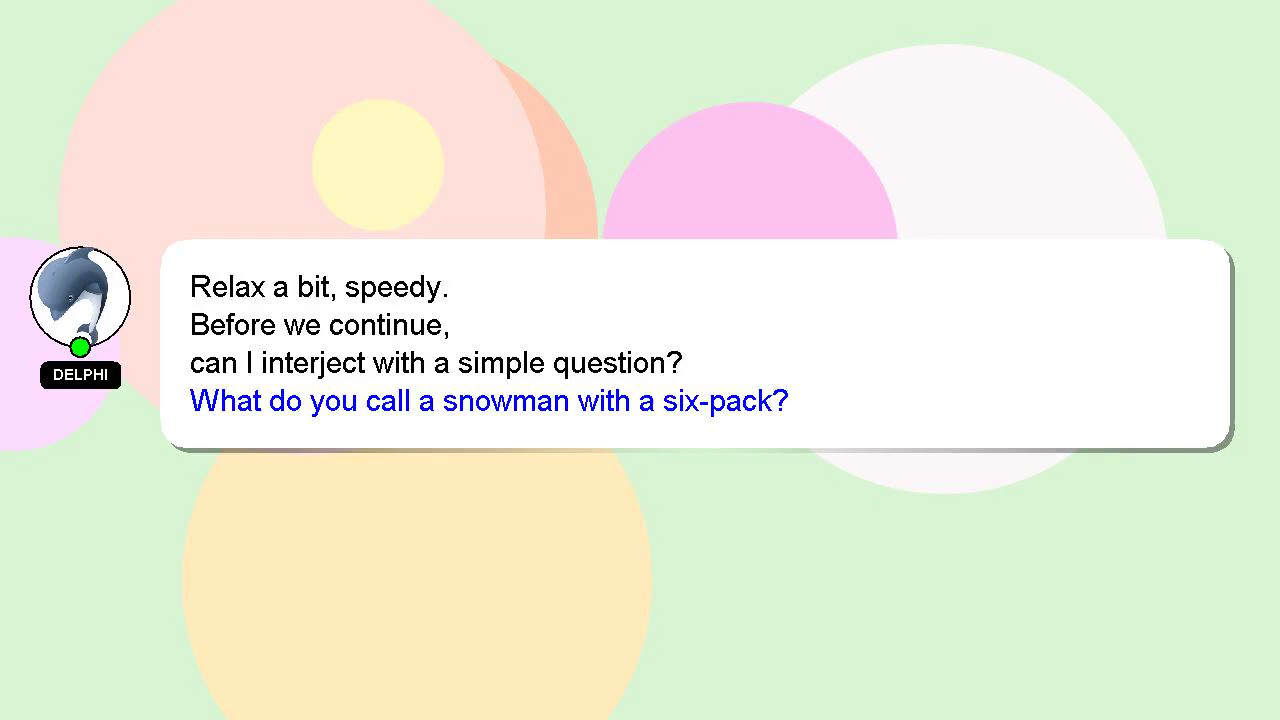 Relax a bit, speedy.
Before we continue,
can I interject with a simple question?
What do you call a snowman with a six-pack?
DELPHI